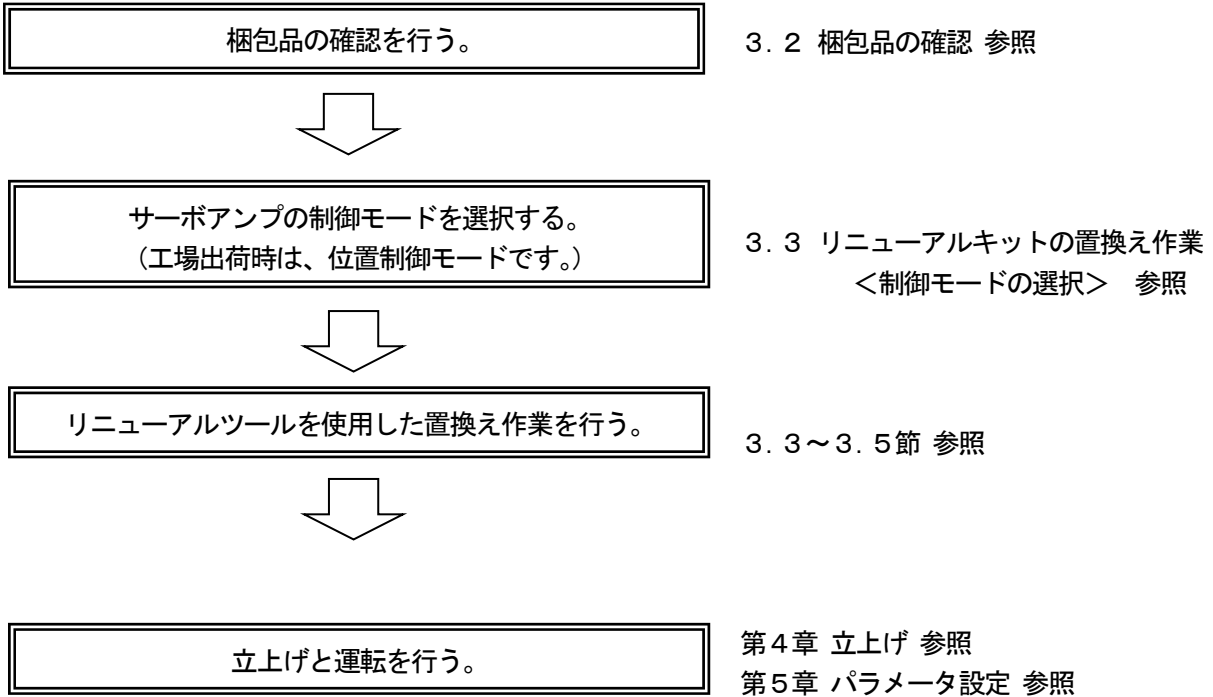 梱包品の確認を行う。
３．２ 梱包品の確認 参照
サーボアンプの制御モードを選択する。
（工場出荷時は、位置制御モードです。）
３．３ リニューアルキットの置換え作業
＜制御モードの選択＞　参照
リニューアルツールを使用した置換え作業を行う。
３．３～３．５節 参照
立上げと運転を行う。
第４章 立上げ 参照
第５章 パラメータ設定 参照